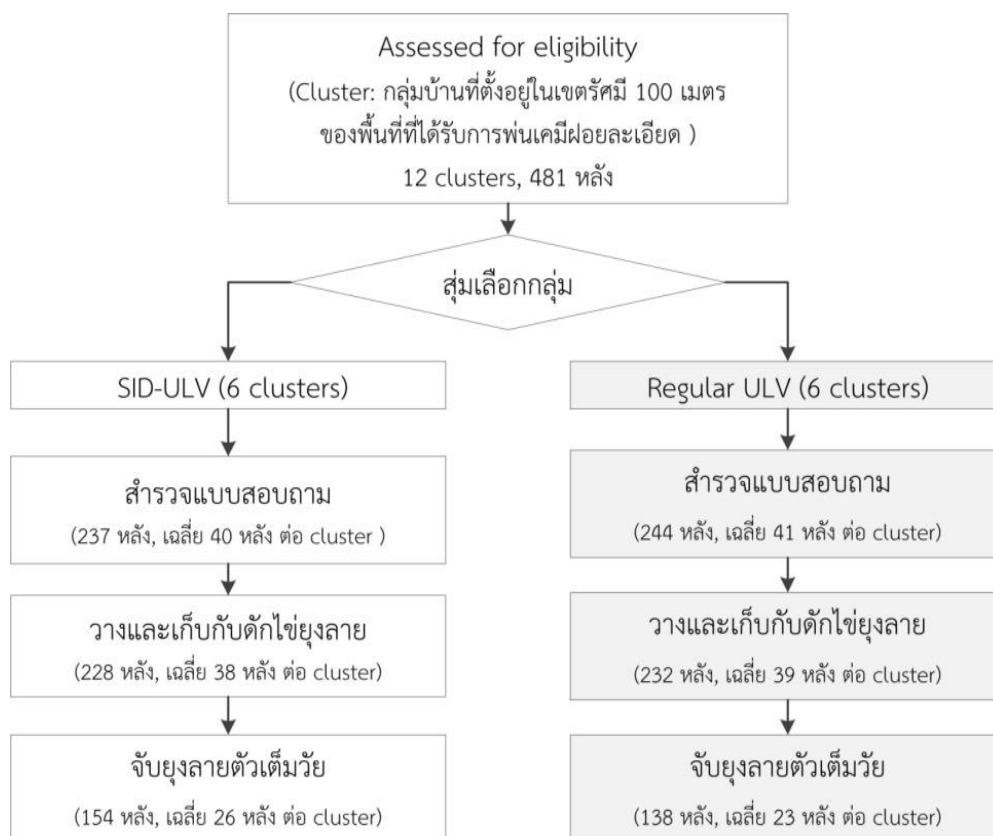 Assessed for eligibility
(Cluster: กลุ่มบ้านที่ตั้งอยู่ในเขตรัศมี 100 เมตร
ของพื้นที่ที่ได้รับการพ่นเคมีฝอยละเอียด )
12 clusters, 481 หลัง
สุ่มเลือกกลุ่ม
SID-ULV (6 clusters)
สำรวจแบบสอบถาม
(237 หลัง, เฉลี่ย 40 หลัง ต่อ cluster )
วางและเก็บกับดักไข่ยุงลาย
(228 หลัง, เฉลี่ย 38 หลัง ต่อ cluster)
จับยุงลายตัวเต็มวัย
(154 หลัง, เฉลี่ย 26 หลัง ต่อ cluster)
Regular ULV (6 clusters)
สำรวจแบบสอบถาม
(244 หลัง, เฉลี่ย 41 หลัง ต่อ cluster)
วางและเก็บกับดักไข่ยุงลาย
(232 หลัง, เฉลี่ย 39 หลัง ต่อ cluster)
จับยุงลายตัวเต็มวัย
(138 หลัง, เฉลี่ย 23 หลัง ต่อ cluster)